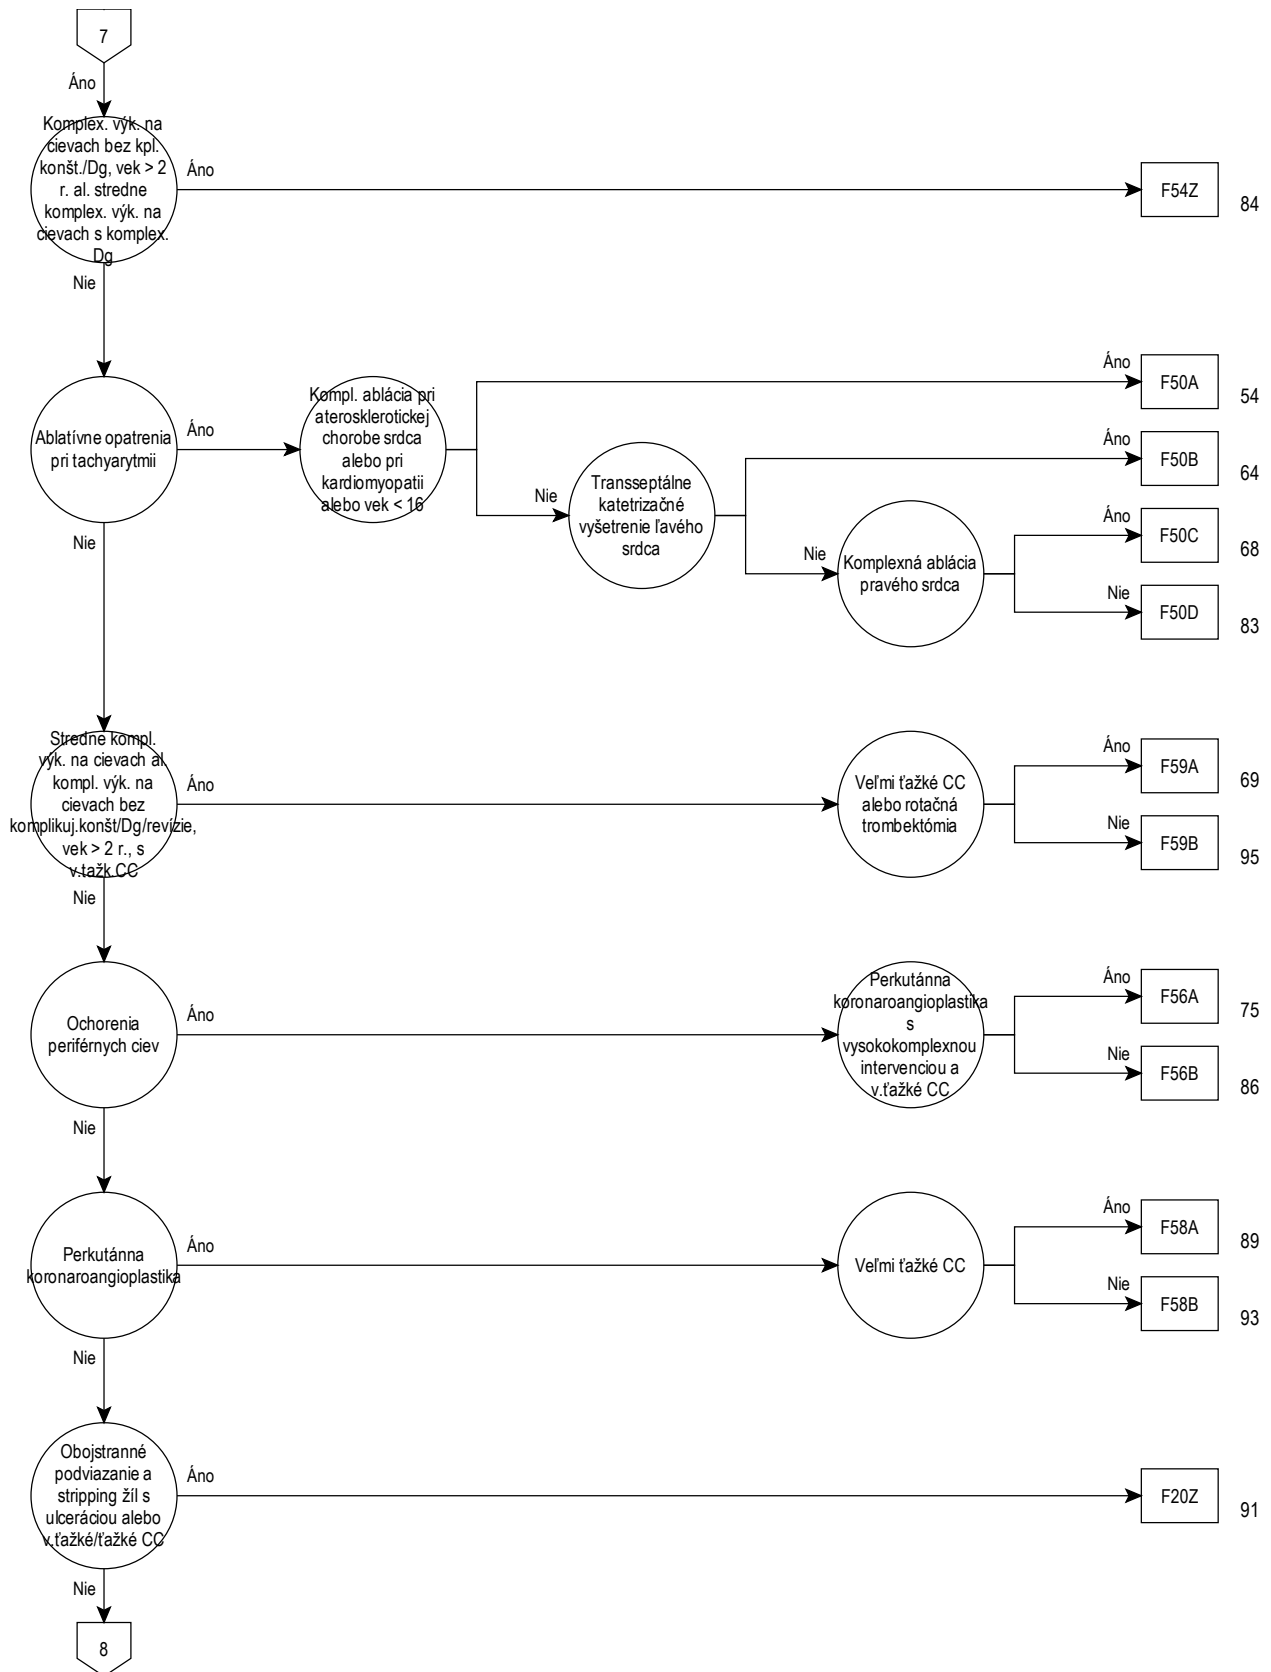 7
Áno
Komplex. výk. na
cievach bez kpl.
konšt./Dg, vek > 2
r. al. stredne
komplex. výk. na
cievach s komplex.
Dg
Áno
F54Z
84
Nie
Ablatívne opatrenia
pri tachyarytmii
Áno
Kompl. ablácia pri
aterosklerotickej
chorobe srdca
alebo pri
kardiomyopatii
alebo vek < 16
Áno
F50A
54
Nie
Transseptálne
katetrizačné
vyšetrenie ľavého
srdca
Áno
F50B
64
Nie
Komplexná ablácia
pravého srdca
Áno
F50C
68
Nie
F50D
83
Nie
Stredne kompl.
výk. na cievach al
kompl. výk. na
cievach bez
komplikuj.konšt/Dg/revízie,
vek > 2 r., s
v.tažk.CC
Áno
Veľmi ťažké CC
alebo rotačná
trombektómia
Áno
F59A
69
Nie
F59B
95
Nie
Ochorenia
periférnych ciev
Áno
Perkutánna
koronaroangioplastika
s
vysokokomplexnou
intervenciou a
v.ťažké CC
Áno
F56A
75
Nie
F56B
86
Nie
Perkutánna
koronaroangioplastika
Áno
Veľmi ťažké CC
Áno
F58A
89
Nie
F58B
93
Nie
Obojstranné
podviazanie a
stripping žíl s
ulceráciou alebo
v.ťažké/ťažké CC
Áno
F20Z
91
Nie
8